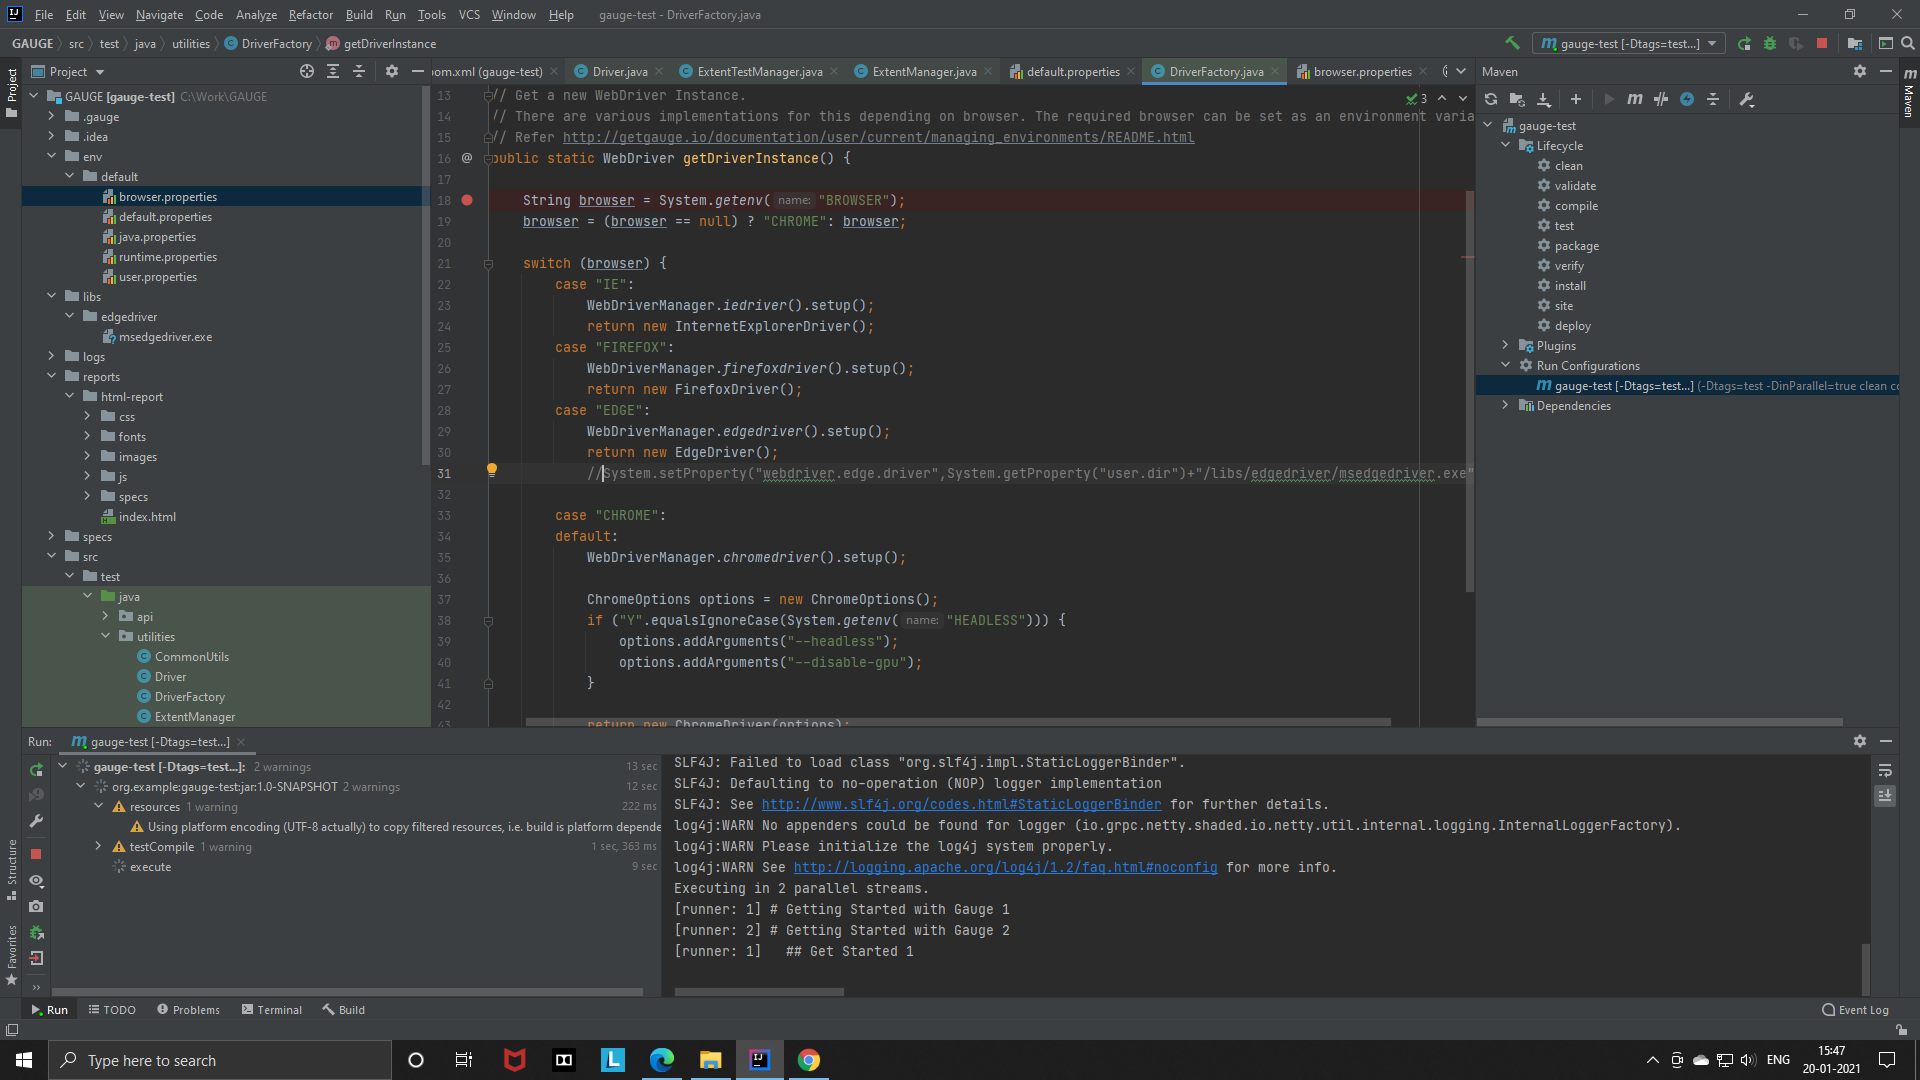 File Edit View Navigate Code Analyze Refactor Build Run Tools VCS Window Help gauge-test - DriverFactory.java
GAUGE src test java utilities DriverFactory getDriverInstance
gauge-test [-Dtags=test...]
Project
Project
GAUGE [gauge-test] C:\Work\GAUGE
.gauge
.idea
env
default
browser.properties
default.properties
java.properties
runtime.properties
user.properties
libs
edgedriver
msedgedriver.exe
logs
reports
html-report
css
fonts
images
js
specs
index.html
specs
src
test
java
api
utilities
CommonUtils
Driver
DriverFactory
ExtentManager
pom.xml (gauge-test) Driver.java ExtentTestManager.java ExtentManager.java default.properties DriverFactory.java browser.properties
3
13 // Get a new WebDriver Instance.
14 // There are various implementations for this depending on browser. The required browser can be set as an environment varia
15 // Refer http://getgauge.io/documentation/user/current/managing_environments/README.html
16 @ public static WebDriver getDriverInstance() {
17
18 String browser = System.getenv( name: "BROWSER");
19 browser = (browser == null) ? "CHROME": browser;
20
21 switch (browser) {
22 case "IE":
23 WebDriverManager.iedriver().setup();
24 return new InternetExplorerDriver();
25 case "FIREFOX":
26 WebDriverManager.firefoxdriver().setup();
27 return new FirefoxDriver();
28 case "EDGE":
29 WebDriverManager.edgedriver().setup();
30 return new EdgeDriver();
31 //System.setProperty("webdriver.edge.driver",System.getProperty("user.dir")+"/libs/edgedriver/msedgedriver.exe"
32
33 case "CHROME":
34 default:
35 WebDriverManager.chromedriver().setup();
36
37 ChromeOptions options = new ChromeOptions();
38 if ("Y".equalsIgnoreCase(System.getenv( name: "HEADLESS"))) {
39 options.addArguments("--headless");
40 options.addArguments("--disable-gpu");
41 }
42
43 return new ChromeDriver(options);
Maven
Maven
gauge-test
Lifecycle
clean
validate
compile
test
package
verify
install
site
deploy
Plugins
Run Configurations
gauge-test [-Dtags=test...] (-Dtags=test -DinParallel=true clean co
Dependencies
Run: gauge-test [-Dtags=test...]
gauge-test [-Dtags=test...]: 2 warnings 13 sec
org.example:gauge-test:jar:1.0-SNAPSHOT 2 warnings 12 sec
resources 1 warning 222 ms
Using platform encoding (UTF-8 actually) to copy filtered resources, i.e. build is platform depende
testCompile 1 warning 1 sec, 363 ms
execute 9 sec
SLF4J: Failed to load class "org.slf4j.impl.StaticLoggerBinder".
SLF4J: Defaulting to no-operation (NOP) logger implementation
SLF4J: See http://www.slf4j.org/codes.html#StaticLoggerBinder for further details.
log4j:WARN No appenders could be found for logger (io.grpc.netty.shaded.io.netty.util.internal.logging.InternalLoggerFactory).
log4j:WARN Please initialize the log4j system properly.
log4j:WARN See http://logging.apache.org/log4j/1.2/faq.html#noconfig for more info.
Executing in 2 parallel streams.
[runner: 1] # Getting Started with Gauge 1
[runner: 2] # Getting Started with Gauge 2
[runner: 1] ## Get Started 1
Structure
Favorites
Run TODO Problems Terminal Build Event Log
Type here to search
ENG
15:47
20-01-2021